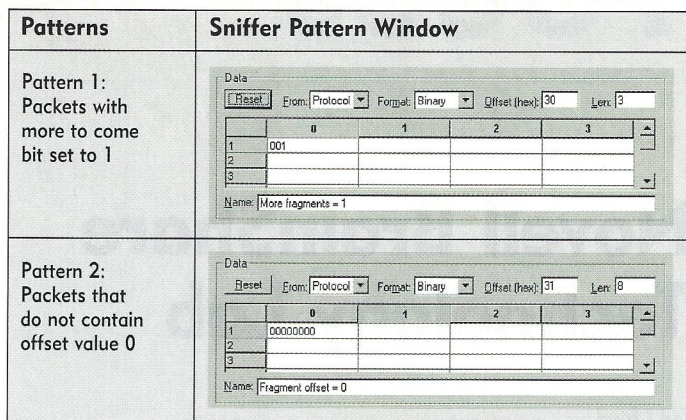 Patterns
Sniffer Pattern Window
Pattern 1:
Packets with
more to come
bit set to 1
Data
Reset From: Protocol Format: Binary Offset (hex): 30 Len: 3
0 1 2 3
1 001
2
3
Name: More fragments = 1
Pattern 2:
Packets that
do not contain
offset value 0
Data
Reset From: Protocol Format: Binary Offset (hex): 31 Len: 8
0 1 2 3
1 00000000
2
3
Name: Fragment offset = 0